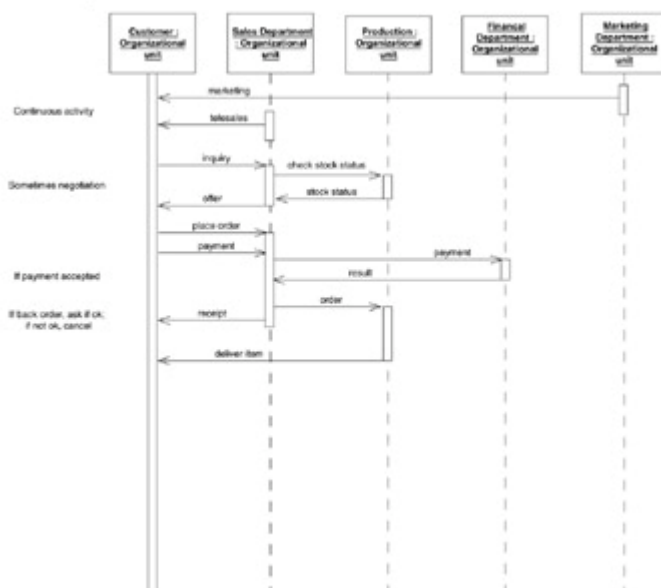 Customer :
Organizational
unit
Sales Department
: Organizational
unit
Production :
Organizational
unit
Financial
Department :
Organizational
unit
Marketing
Department :
Organizational
unit
marketing
Continuous activity
telesales
inquiry
check stock status
Sometimes negotiation
stock status
offer
place order
payment
payment
If payment accepted
result
order
If back order, ask if ok;
if not ok, cancel
receipt
deliver item